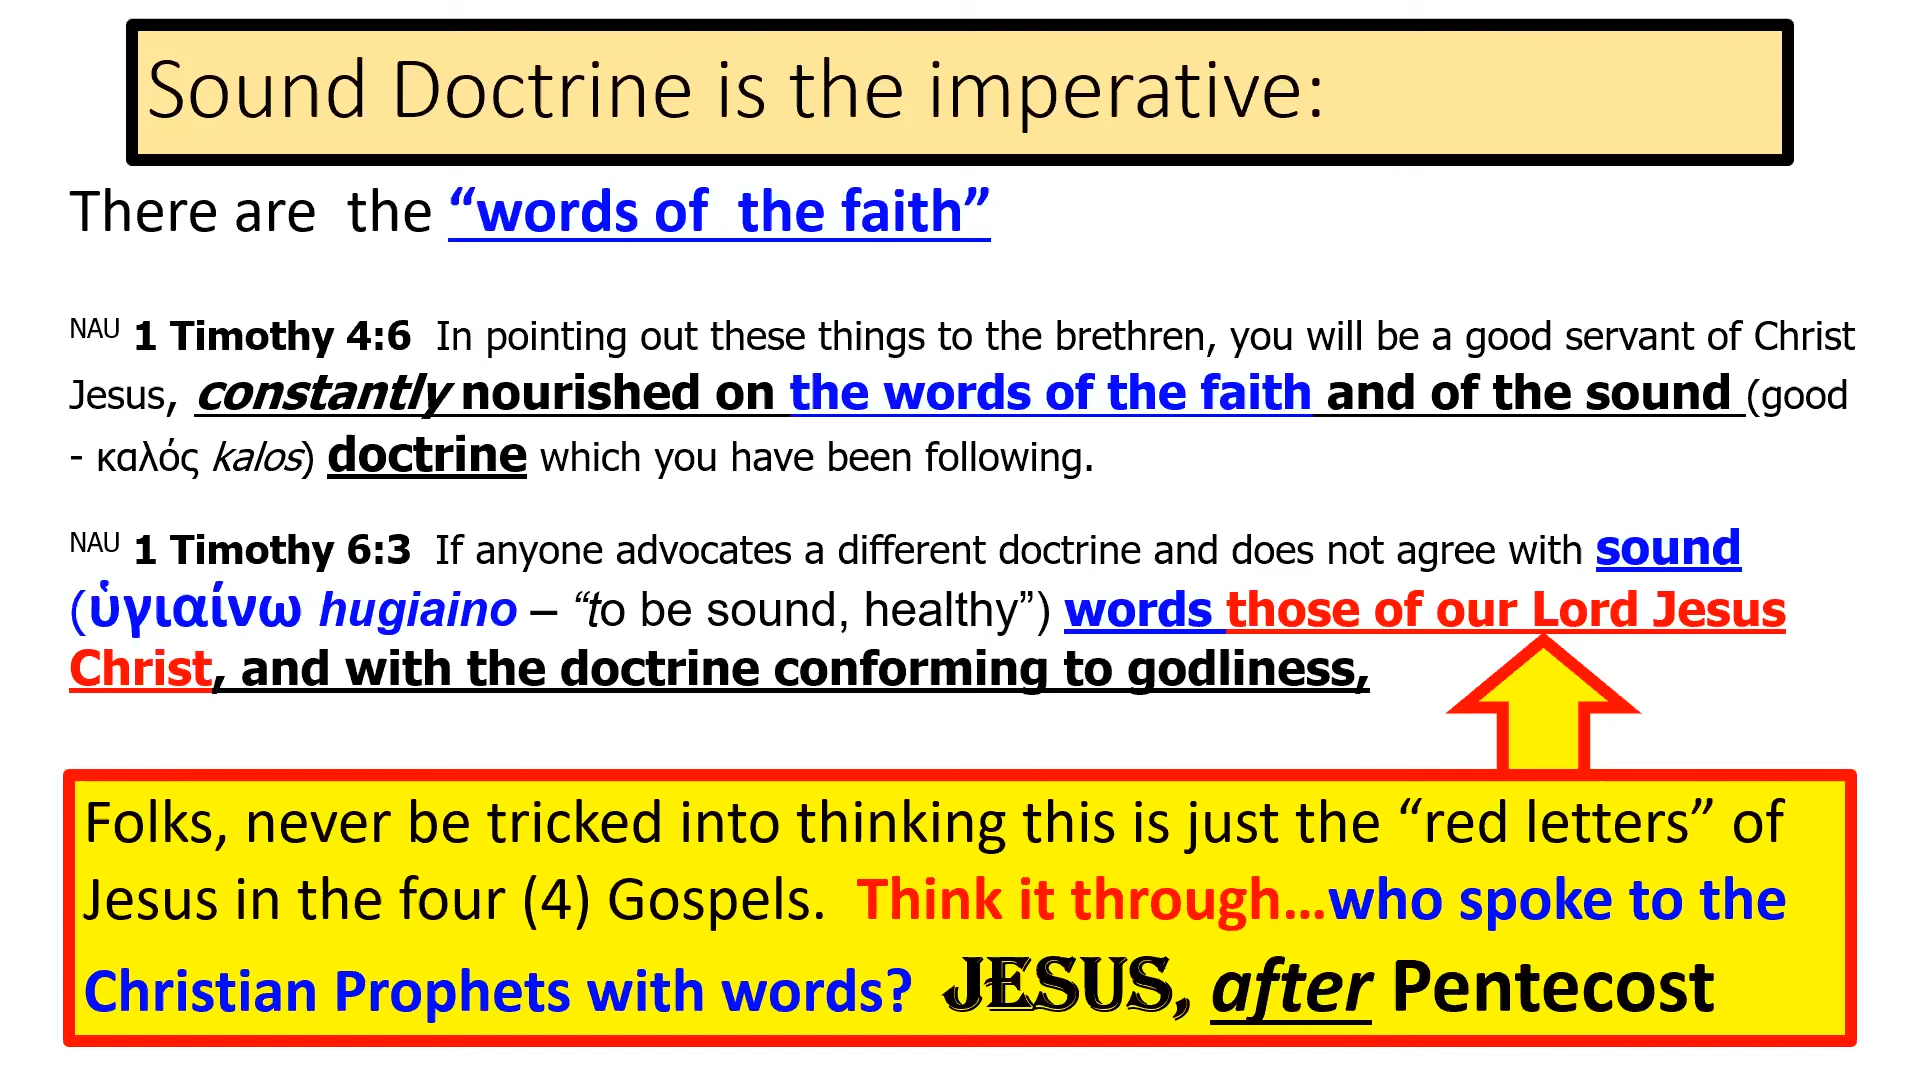 Sound Doctrine is the imperative:
There are  the “words of  the faith”
NAU 1 Timothy 4:6  In pointing out these things to the brethren, you will be a good servant of Christ
Jesus, constantly nourished on the words of the faith and of the sound (good
- καλός kalos) doctrine which you have been following.
NAU 1 Timothy 6:3  If anyone advocates a different doctrine and does not agree with sound
(ὑγιαίνω hugiaino – “to be sound, healthy”) words those of our Lord Jesus
Christ, and with the doctrine conforming to godliness,
Folks, never be tricked into thinking this is just the “red letters” of
Jesus in the four (4) Gospels.  Think it through...who spoke to the
Christian Prophets with words?  JESUS, after Pentecost